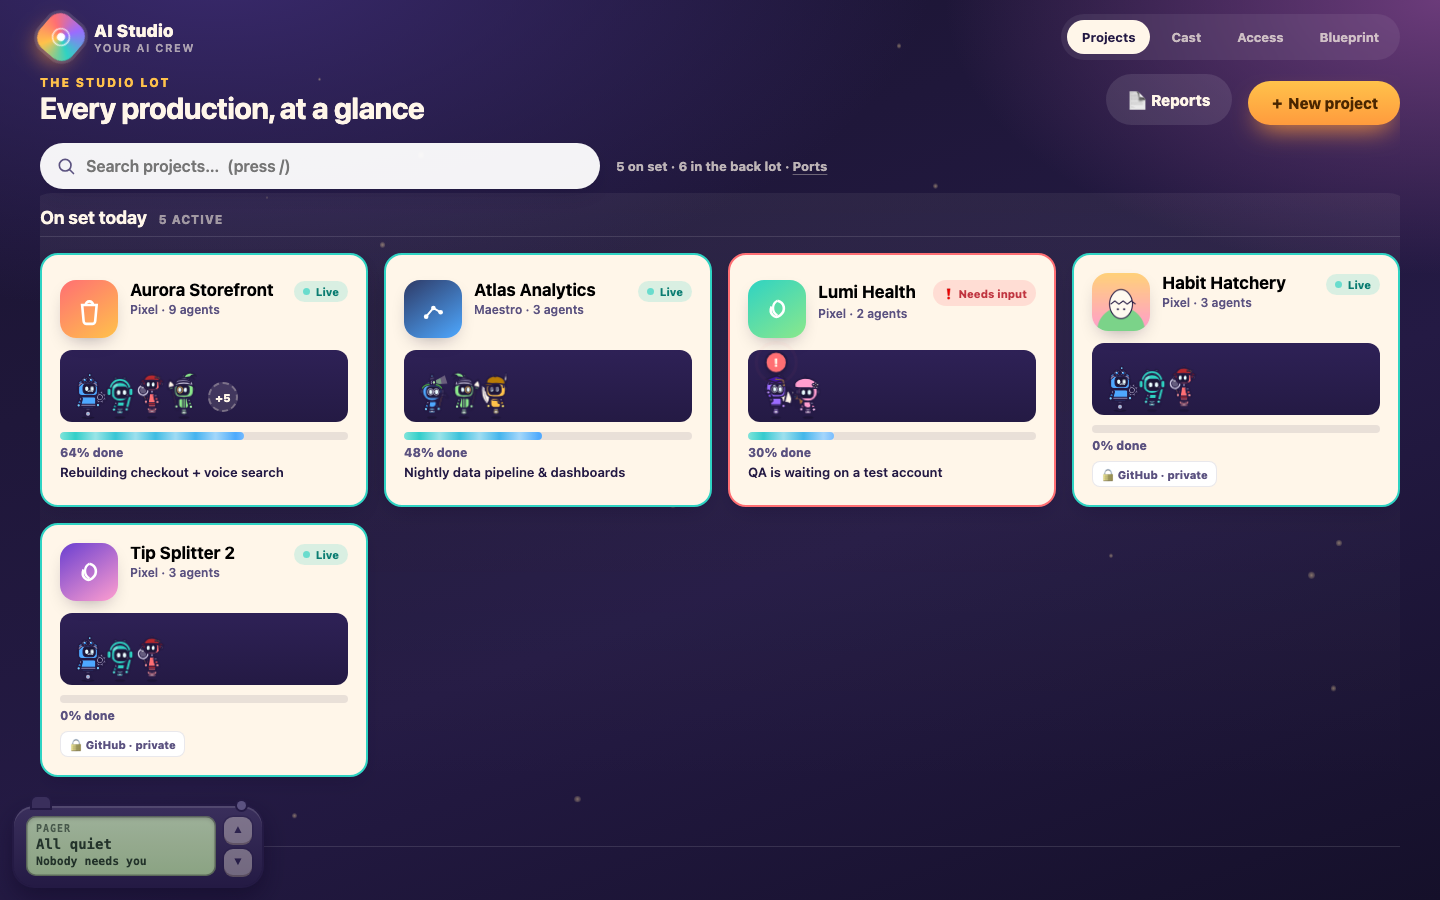 AI Studio
YOUR AI CREW
Projects
Cast
Access
Blueprint
THE STUDIO LOT
Every production, at a glance
Reports
+ New project
Search projects... (press /)
5 on set · 6 in the back lot · Ports
On set today 5 ACTIVE
Aurora Storefront
Live
Pixel · 9 agents
+5
64% done
Rebuilding checkout + voice search
Atlas Analytics
Live
Maestro · 3 agents
48% done
Nightly data pipeline & dashboards
Lumi Health
! Needs input
Pixel · 2 agents
!
30% done
QA is waiting on a test account
Habit Hatchery
Live
Pixel · 3 agents
0% done
GitHub · private
Tip Splitter 2
Live
Pixel · 3 agents
0% done
GitHub · private
PAGER
All quiet
Nobody needs you